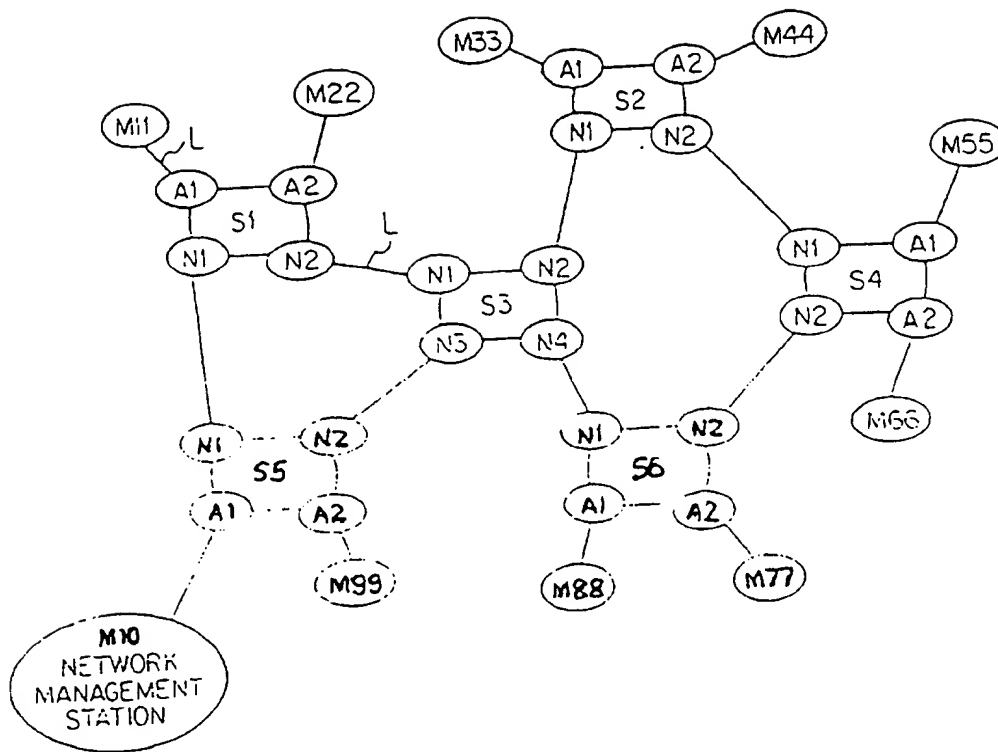 M33
M44
A1
A2
S2
N1
N2
M22
M11
L
A1
A2
S1
N1
N2
L
M55
N1
A1
S4
N2
A2
M66
N1
N2
S3
N3
N4
N1
N2
S5
A1
A2
M99
N1
N2
S6
A1
A2
M88
M77
M10
NETWORK
MANAGEMENT
STATION